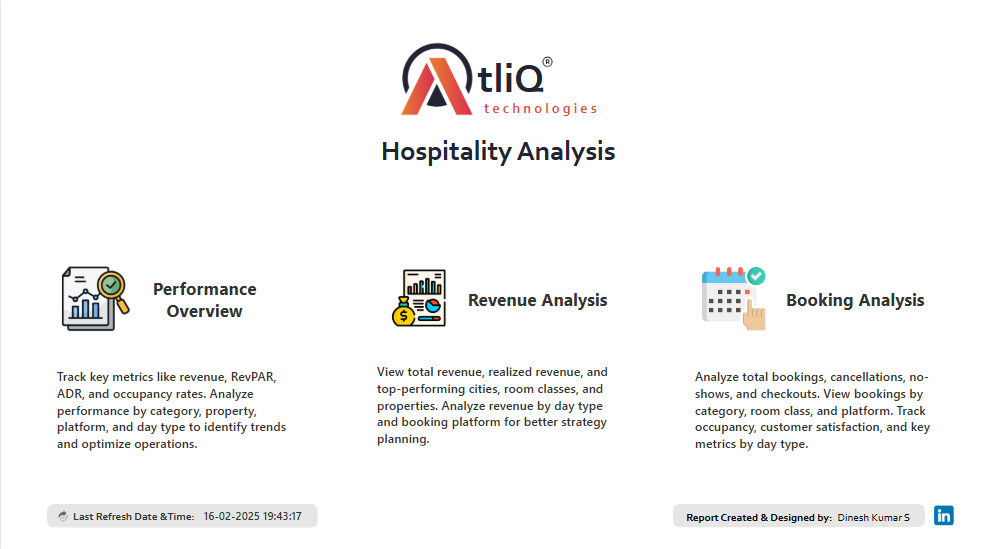 AtliQ®
technologies
Hospitality Analysis
Performance
Overview
Track key metrics like revenue, RevPAR,
ADR, and occupancy rates. Analyze
performance by category, property,
platform, and day type to identify trends
and optimize operations.
Revenue Analysis
View total revenue, realized revenue, and
top-performing cities, room classes, and
properties. Analyze revenue by day type
and booking platform for better strategy
planning.
Booking Analysis
Analyze total bookings, cancellations, no-
shows, and checkouts. View bookings by
category, room class, and platform. Track
occupancy, customer satisfaction, and key
metrics by day type.
Last Refresh Date &Time: 16-02-2025 19:43:17
Report Created & Designed by: Dinesh Kumar S
in